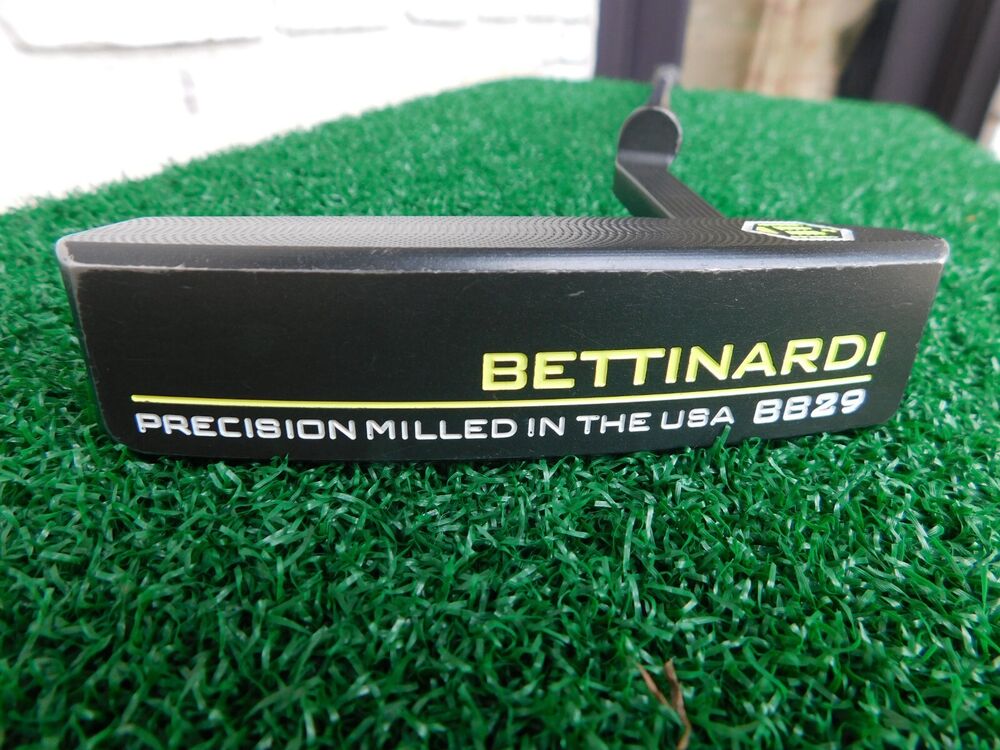 BETTINARDI
PRECISION MILLED IN THE USA BB29